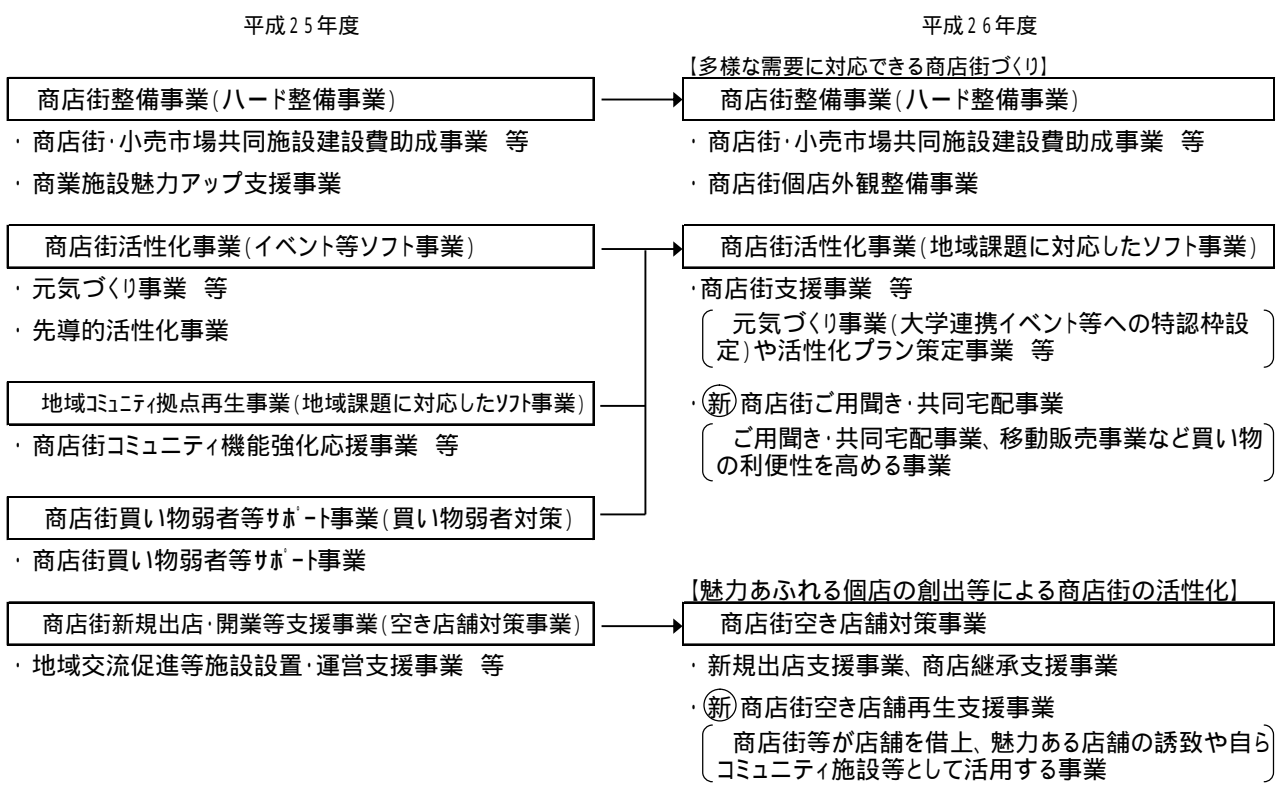 平成25年度
商店街整備事業(ハード整備事業)
・ 商店街・小売市場共同施設建設費助成事業 等
・ 商業施設魅力アップ支援事業
商店街活性化事業(イベント等ソフト事業)
・ 元気づくり事業 等
・ 先導的活性化事業
地域ｺﾐｭﾆﾃｨ拠点再生事業(地域課題に対応したｿﾌﾄ事業)
・ 商店街コミュニティ機能強化応援事業 等
商店街買い物弱者等ｻﾎﾟｰﾄ事業(買い物弱者対策)
・ 商店街買い物弱者等ｻﾎﾟｰﾄ事業
商店街新規出店・開業等支援事業(空き店舗対策事業)
・ 地域交流促進等施設設置・運営支援事業 等
平成26年度
【多様な需要に対応できる商店街づくり】
商店街整備事業(ハード整備事業)
・ 商店街・小売市場共同施設建設費助成事業 等
・ 商店街個店外観整備事業
商店街活性化事業(地域課題に対応したソフト事業)
・商店街支援事業 等
元気づくり事業(大学連携イベント等への特認枠設
定)や活性化プラン策定事業 等
・㊟新商店街ご用聞き・共同宅配事業
ご用聞き・共同宅配事業、移動販売事業など買い物
の利便性を高める事業
【魅力あふれる個店の創出等による商店街の活性化】
商店街空き店舗対策事業
・ 新規出店支援事業、商店継承支援事業
・新商店街空き店舗再生支援事業
商店街等が店舗を借上、魅力ある店舗の誘致や自ら
コミュニティ施設等として活用する事業